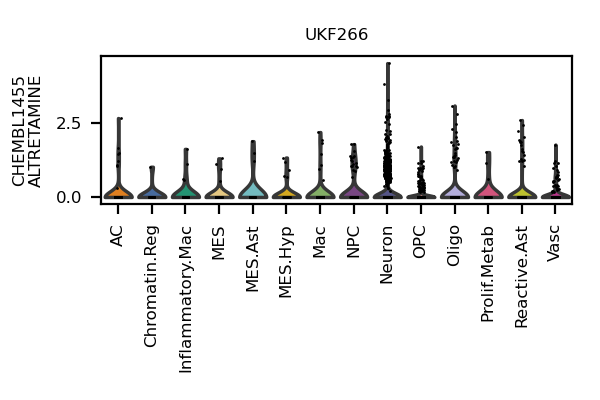 UKF266
CHEMBL1455
ALTRETAMINE
2.5
0.0
AC
Chromatin.Reg
Inflammatory.Mac
MES
MES.Ast
MES.Hyp
Mac
NPC
Neuron
OPC
Oligo
Prolif.Metab
Reactive.Ast
Vasc